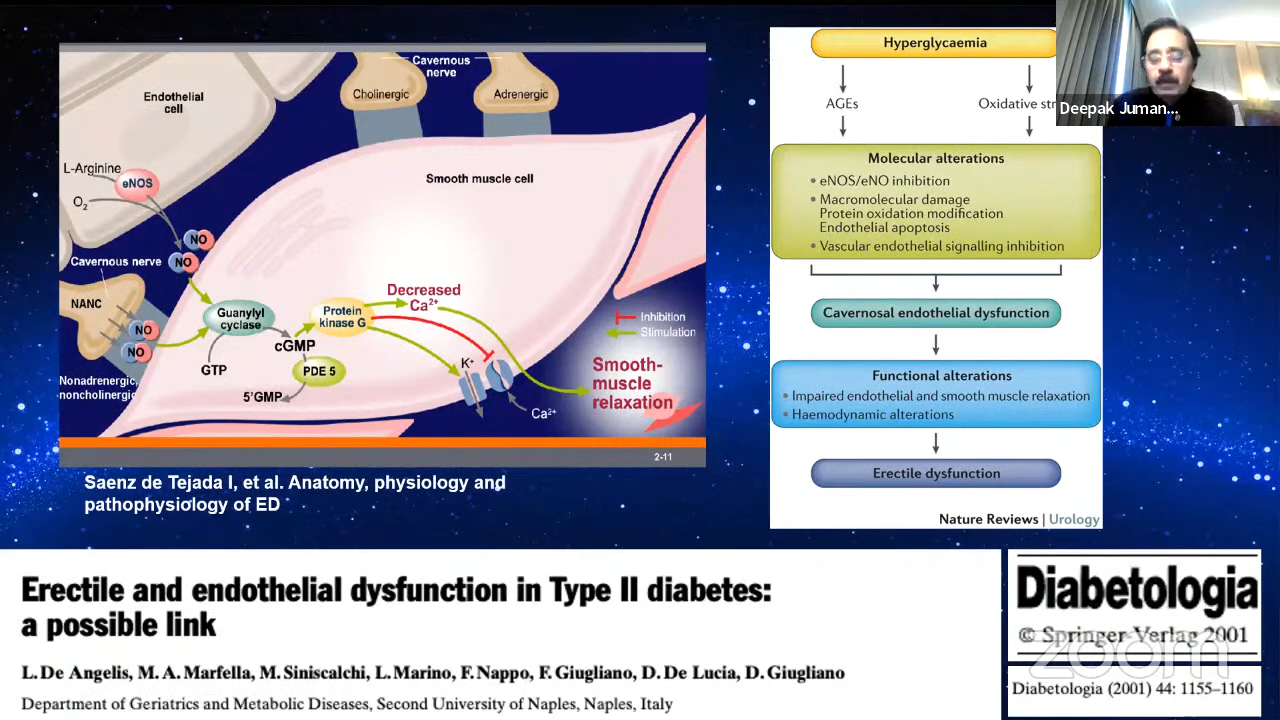 Cavernous
nerve
Endothelial
cell
Cholinergic
Adrenergic
L-Arginine
eNOS
O2
Smooth muscle cell
NO
NO
Cavernous nerve
NANC
NO
NO
Nonadrenergic,
noncholinergic
Guanylyl
cyclase
GTP
cGMP
Protein
kinase G
PDE 5
5'GMP
Decreased
Ca2+
K+
Ca2+
Inhibition
Stimulation
Smooth-
muscle
relaxation
2-11
Saenz de Tejada I, et al. Anatomy, physiology and
pathophysiology of ED
Hyperglycaemia
AGEs
Oxidative
Deepak Juman...
Molecular alterations
• eNOS/eNO inhibition
• Macromolecular damage
Protein oxidation modification
Endothelial apoptosis
• Vascular endothelial signalling inhibition
Cavernosal endothelial dysfunction
Functional alterations
• Impaired endothelial and smooth muscle relaxation
• Haemodynamic alterations
Erectile dysfunction
Nature Reviews | Urology
Erectile and endothelial dysfunction in Type II diabetes:
a possible link
L. De Angelis, M. A. Marfella, M. Siniscalchi, L. Marino, F. Nappo, F. Giugliano, D. De Lucia, D. Giugliano
Department of Geriatrics and Metabolic Diseases, Second University of Naples, Naples, Italy
Diabetologia
© Springer-Verlag 2001
zoom
Diabetologia (2001) 44: 1155–1160